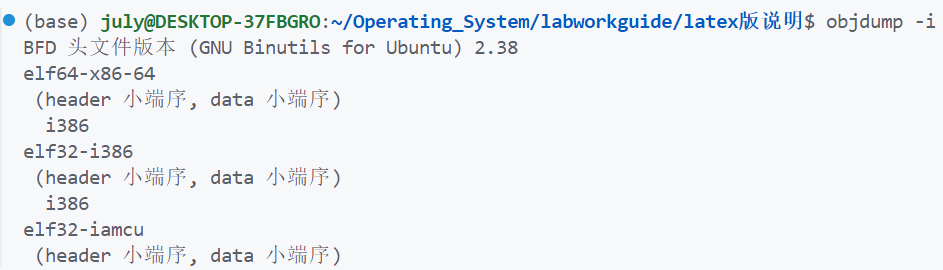 (base) july@DESKTOP-37FBGRO:~/Operating_System/labworkguide/latex版说明$ objdump -i
BFD 头文件版本 (GNU Binutils for Ubuntu) 2.38
elf64-x86-64
 (header 小端序, data 小端序)
  i386
elf32-i386
 (header 小端序, data 小端序)
  i386
elf32-iamcu
 (header 小端序, data 小端序)